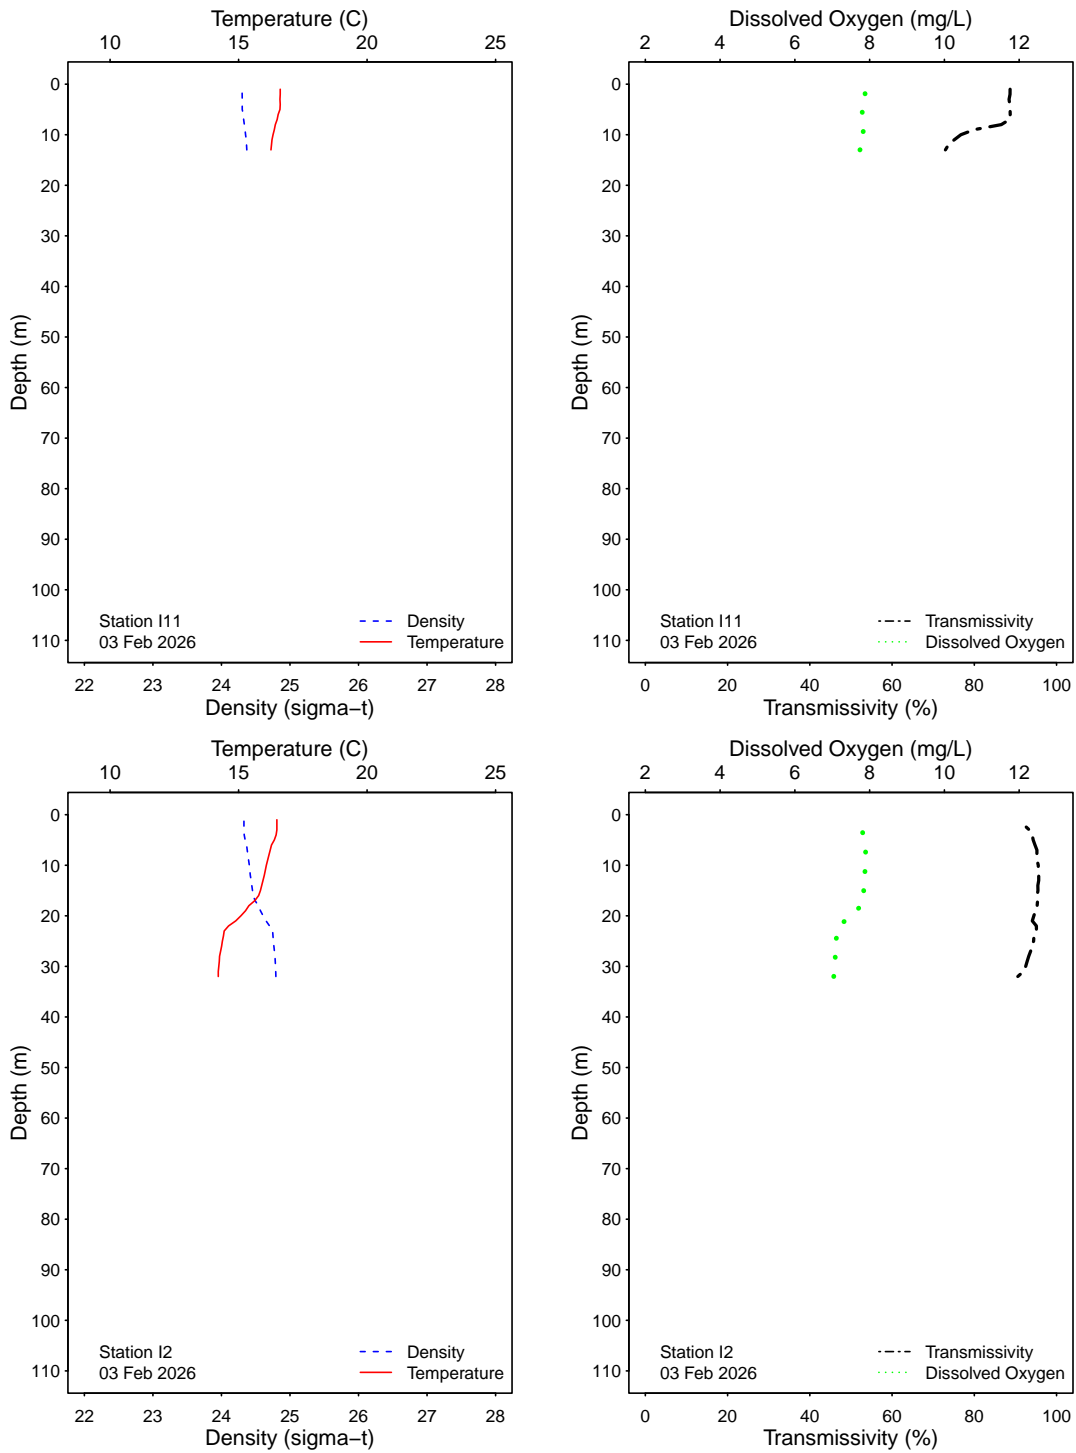 Temperature (C)
10 15 20 25
0
10
20
30
40
50
60
70
80
90
100
110
Depth (m)
Station I11
03 Feb 2026
Density
Temperature
22 23 24 25 26 27 28
Density (sigma−t)
Dissolved Oxygen (mg/L)
2 4 6 8 10 12
0
10
20
30
40
50
60
70
80
90
100
110
Depth (m)
Station I11
03 Feb 2026
Transmissivity
Dissolved Oxygen
0 20 40 60 80 100
Transmissivity (%)
Temperature (C)
10 15 20 25
0
10
20
30
40
50
60
70
80
90
100
110
Depth (m)
Station I2
03 Feb 2026
Density
Temperature
22 23 24 25 26 27 28
Density (sigma−t)
Dissolved Oxygen (mg/L)
2 4 6 8 10 12
0
10
20
30
40
50
60
70
80
90
100
110
Depth (m)
Station I2
03 Feb 2026
Transmissivity
Dissolved Oxygen
0 20 40 60 80 100
Transmissivity (%)